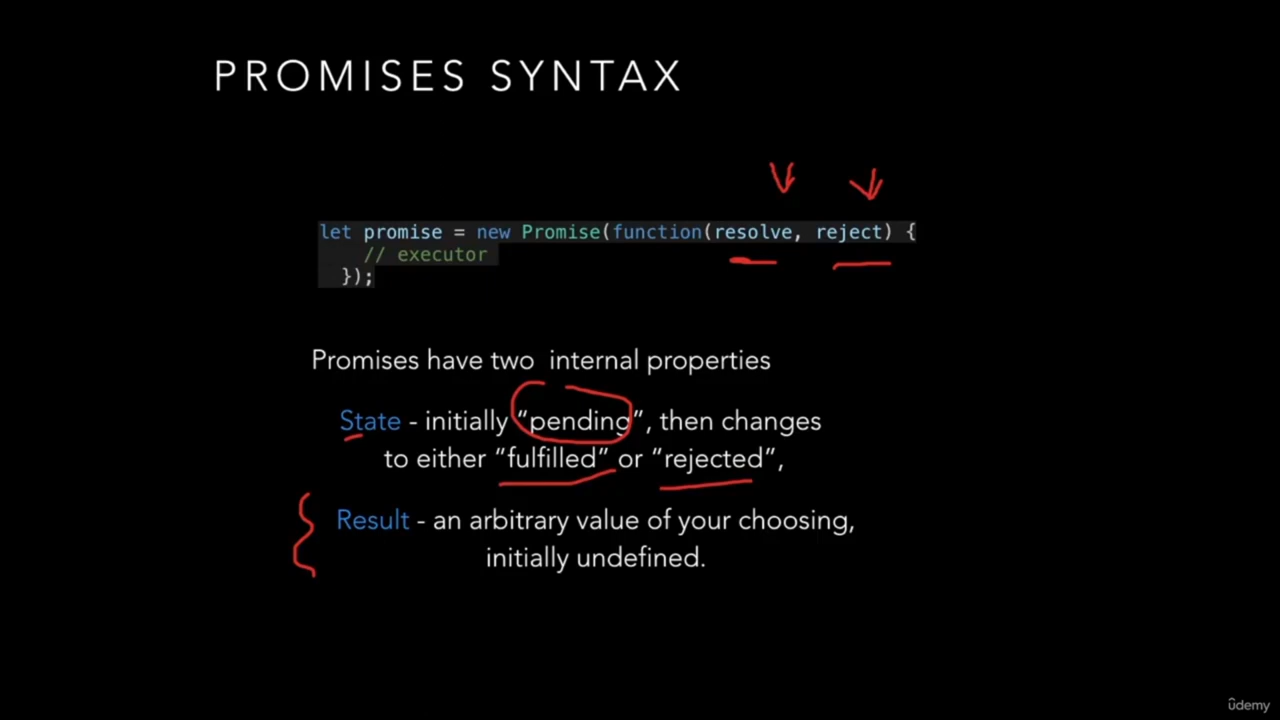 PROMISES SYNTAX
let promise = new Promise(function(resolve, reject) {
// executor
});
Promises have two internal properties
State - initially “pending”, then changes
to either “fulfilled” or “rejected”,
Result - an arbitrary value of your choosing,
initially undefined.
ûdemy